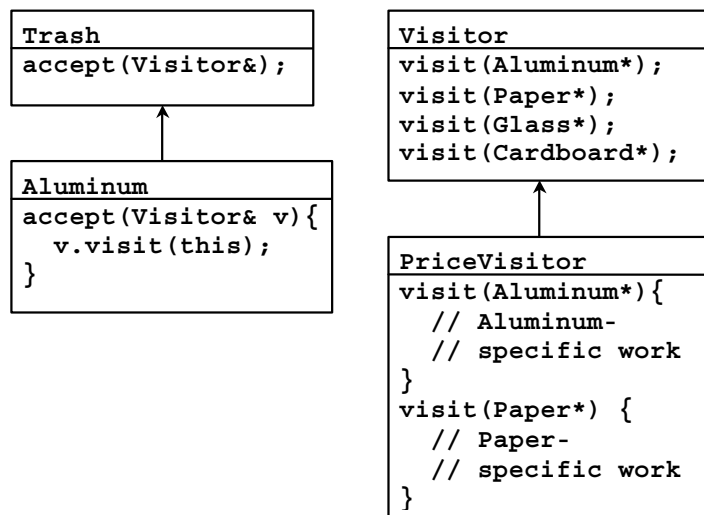 Trash
accept(Visitor&);
Aluminum
accept(Visitor& v){
v.visit(this);
}
Visitor
visit(Aluminum*);
visit(Paper*);
visit(Glass*);
visit(Cardboard*);
PriceVisitor
visit(Aluminum*){
// Aluminum-
// specific work
}
visit(Paper*) {
// Paper-
// specific work
}